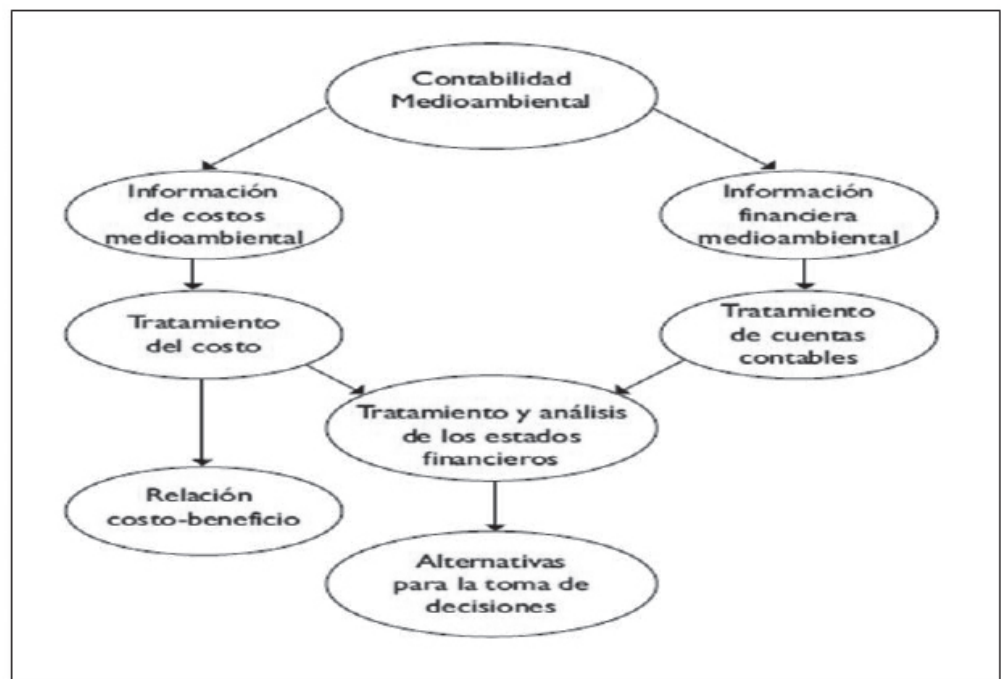 Contabilidad
Medioambiental
Información
de costos
medioambiental
Información
financiera
medioambiental
Tratamiento
del costo
Tratamiento
de cuentas
contables
Tratamiento y análisis
de los estados
financieros
Relación
costo-beneficio
Alternativas
para la toma de
decisiones